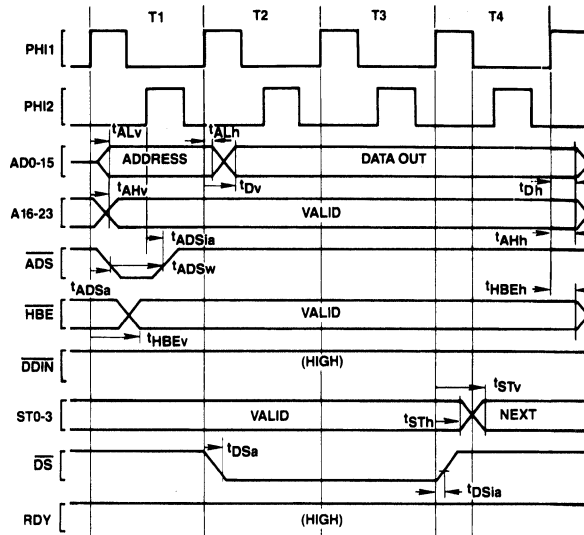 T1 T2 T3 T4
PHI1
PHI2
tALv tALh
AD0-15 ADDRESS DATA OUT
tAHv tDv tDh
A16-23 VALID
tADSia tAHh
ADS tADSw
tADSa tHBEh
HBE VALID
tHBEv
DDIN (HIGH)
tSTv
ST0-3 VALID tSTh NEXT
DS tDSa
tDSia
RDY (HIGH)